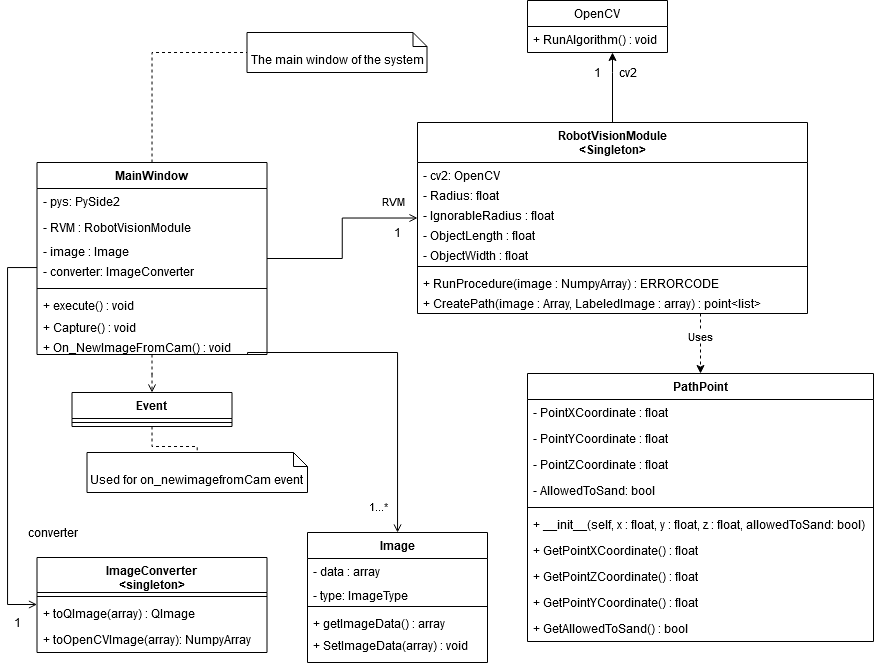 OpenCV
+ RunAlgorithm() : void
1
cv2
The main window of the system
RobotVisionModule
<Singleton>
- cv2: OpenCV
- Radius: float
- IgnorableRadius : float
- ObjectLength : float
- ObjectWidth : float
+ RunProcedure(image : NumpyArray) : ERRORCODE
+ CreatePath(image : Array, LabeledImage : array) : point<list>
MainWindow
- pys: PySide2
- RVM : RobotVisionModule
- image : Image
- converter: ImageConverter
+ execute() : void
+ Capture() : void
+ On_NewImageFromCam() : void
RVM
1
Uses
PathPoint
- PointXCoordinate : float
- PointYCoordinate : float
- PointZCoordinate : float
- AllowedToSand: bool
+ __init__(self, x : float, y : float, z : float, allowedToSand: bool)
+ GetPointXCoordinate() : float
+ GetPointZCoordinate() : float
+ GetPointYCoordinate() : float
+ GetAllowedToSand() : bool
Event
Used for on_newimagefromCam event
1...*
Image
- data : array
- type: ImageType
+ getImageData() : array
+ SetImageData(array) : void
converter
1
ImageConverter
<singleton>
+ toQImage(array) : QImage
+ toOpenCVImage(array): NumpyArray